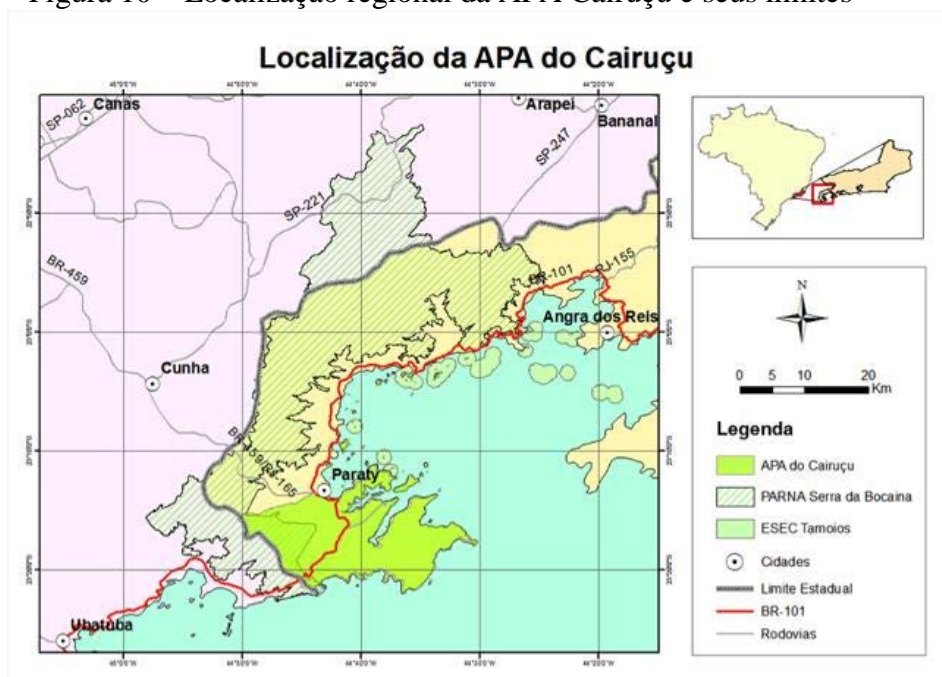 Figura 10 – Localização regional da APA Cairuçu e seus limites
Localização da APA do Cairuçu
Canas
SP-062
Arapei
Bananal
SP-247
SP-221
BR-459
BR-101
RJ-155
Angra dos Reis
Cunha
Paraty
Ubatuba
N
0 5 10 20
Km
Legenda
APA do Cairuçu
PARNA Serra da Bocaina
ESEC Tamoios
Cidades
Limite Estadual
BR-101
Rodovias